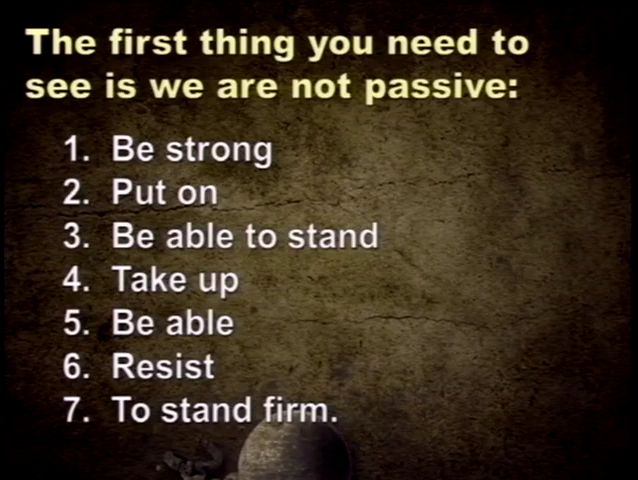 The first thing you need to
see is we are not passive:
1. Be strong
2. Put on
3. Be able to stand
4. Take up
5. Be able
6. Resist
7. To stand firm.